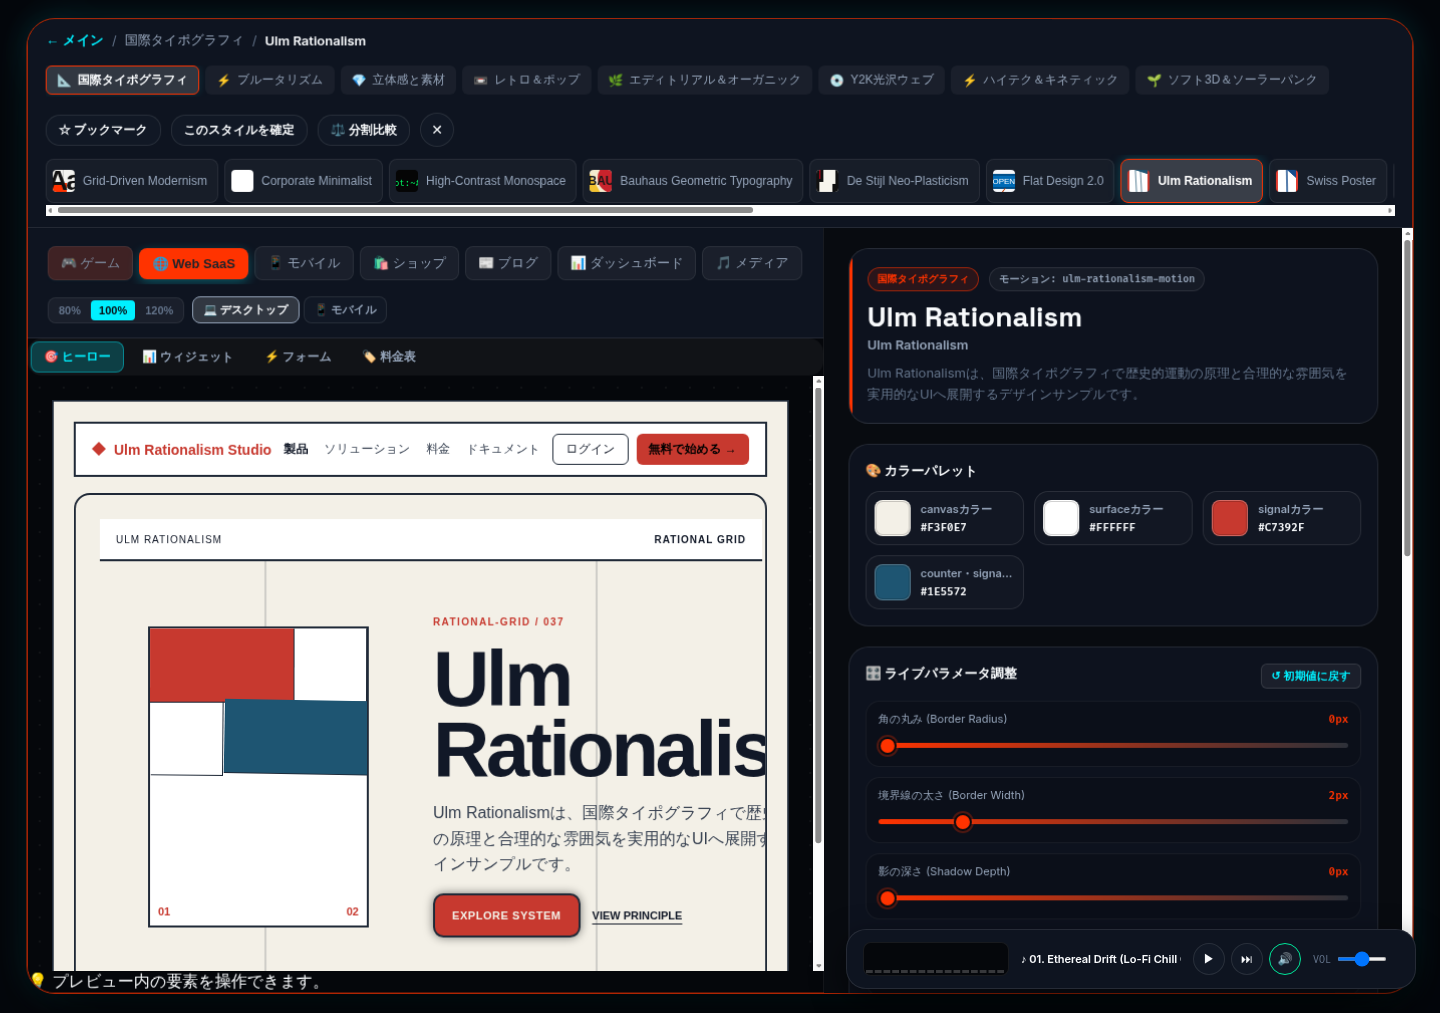 ← メイン / 国際タイポグラフィ / Ulm Rationalism
📐 国際タイポグラフィ ⚡ ブルータリズム 💎 立体感と素材 📼 レトロ＆ポップ 🌿 エディトリアル＆オーガニック 💿 Y2K光沢ウェブ ⚡ ハイテク＆キネティック 🌱 ソフト3D＆ソーラーパンク
☆ ブックマーク このスタイルを確定 ⚖️ 分割比較 ✕
Grid-Driven Modernism Corporate Minimalist High-Contrast Monospace BAU Bauhaus Geometric Typography De Stijl Neo-Plasticism OPEN Flat Design 2.0 Ulm Rationalism Swiss Poster
🎮 ゲーム 🌐 Web SaaS 📱 モバイル 🛍️ ショップ 📰 ブログ 📊 ダッシュボード 🎵 メディア
80% 100% 120% 💻 デスクトップ 📱 モバイル
🎯 ヒーロー 📊 ウィジェット ⚡ フォーム 🏷️ 料金表
◆ Ulm Rationalism Studio 製品 ソリューション 料金 ドキュメント ログイン 無料で始める →
ULM RATIONALISM RATIONAL GRID
RATIONAL-GRID / 037
Ulm
Rationalis
Ulm Rationalismは、国際タイポグラフィで歴史
の原理と合理的な雰囲気を実用的なUIへ展開す
インサンプルです。
01 02
EXPLORE SYSTEM VIEW PRINCIPLE
💡 プレビュー内の要素を操作できます。
国際タイポグラフィ モーション: ulm-rationalism-motion
Ulm Rationalism
Ulm Rationalism
Ulm Rationalismは、国際タイポグラフィで歴史的運動の原理と合理的な雰囲気を
実用的なUIへ展開するデザインサンプルです。
🎨 カラーパレット
canvasカラー
#F3F0E7
surfaceカラー
#FFFFFF
signalカラー
#C7392F
counter・signa...
#1E5572
🎛️ ライブパラメータ調整 ↺ 初期値に戻す
角の丸み (Border Radius) 0px
境界線の太さ (Border Width) 2px
影の深さ (Shadow Depth) 0px
♪ 01. Ethereal Drift (Lo-Fi Chill VOL